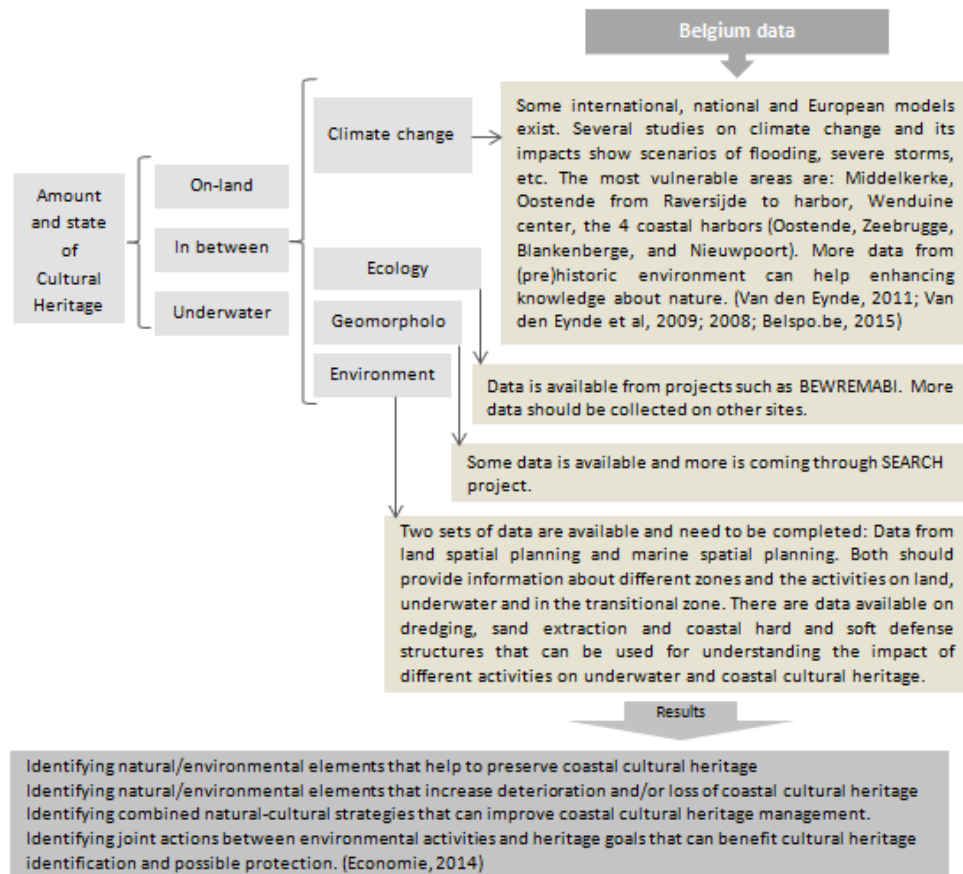 Belgium data
Amount
and state
of
Cultural
Heritage
On-land
In between
Underwater
Climate change
Ecology
Geomorpholo
Environment
Some international, national and European models
exist. Several studies on climate change and its
impacts show scenarios of flooding, severe storms,
etc. The most vulnerable areas are: Middelkerke,
Oostende from Raversijde to harbor, Wenduine
center, the 4 coastal harbors (Oostende, Zeebrugge,
Blankenberge, and Nieuwpoort). More data from
(pre)historic environment can help enhancing
knowledge about nature. (Van den Eynde, 2011; Van
den Eynde et al, 2009; 2008; Belspo.be, 2015)
Data is available from projects such as BEWREMABI. More
data should be collected on other sites.
Some data is available and more is coming through SEARCH
project.
Two sets of data are available and need to be completed: Data from
land spatial planning and marine spatial planning. Both should
provide information about different zones and the activities on land,
underwater and in the transitional zone. There are data available on
dredging, sand extraction and coastal hard and soft defense
structures that can be used for understanding the impact of
different activities on underwater and coastal cultural heritage.
Results
Identifying natural/environmental elements that help to preserve coastal cultural heritage
Identifying natural/environmental elements that increase deterioration and/or loss of coastal cultural heritage
Identifying combined natural-cultural strategies that can improve coastal cultural heritage management.
Identifying joint actions between environmental activities and heritage goals that can benefit cultural heritage
identification and possible protection. (Economie, 2014)